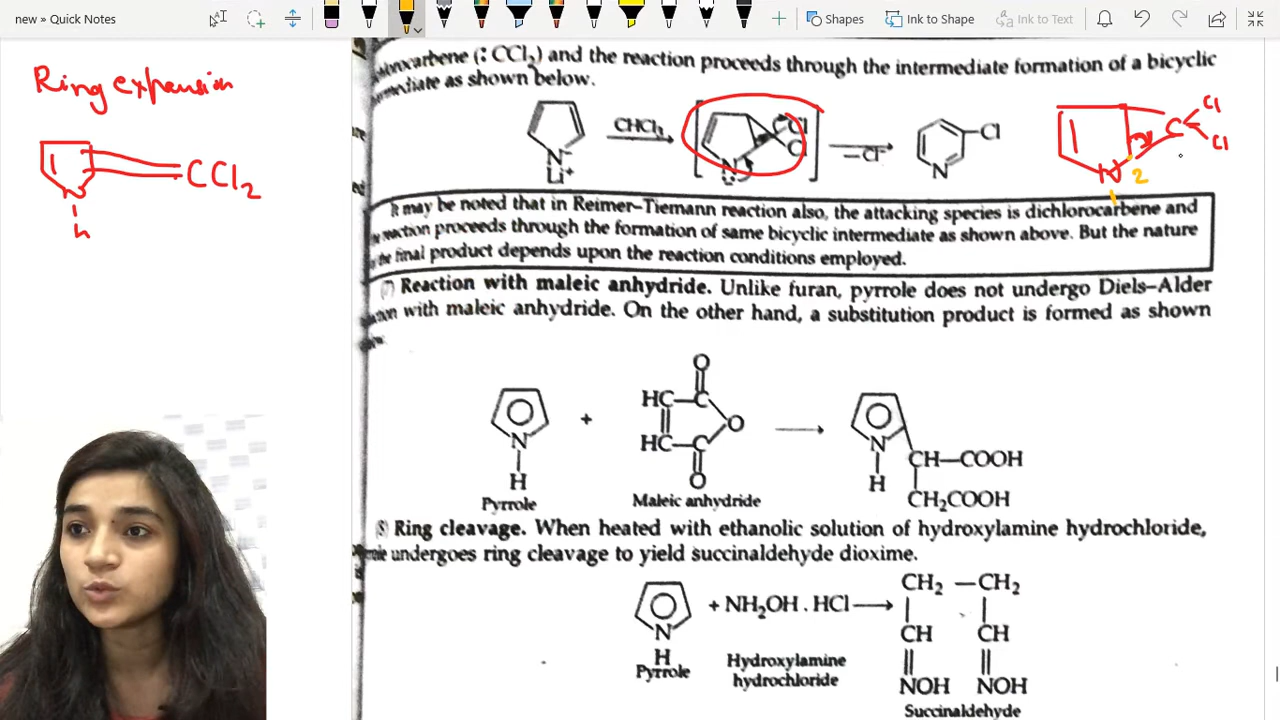 new » Quick Notes
Shapes
Ink to Shape
Ink to Text
Ring expansion
N
h
CCl2
(:CCl2) and the reaction proceeds through the intermediate formation of a bicyclic
as shown below.
N⁻
Li⁺
CHCl3
Cl
Cl
N
—Cl⁻
N
Cl
C
Cl
Cl
N
1
2
It may be noted that in Reimer–Tiemann reaction also, the attacking species is dichlorocarbene and
reaction proceeds through the formation of same bicyclic intermediate as shown above. But the nature
final product depends upon the reaction conditions employed.
(7) Reaction with maleic anhydride. Unlike furan, pyrrole does not undergo Diels–Alder
with maleic anhydride. On the other hand, a substitution product is formed as shown
N
H
Pyrrole
+
O
HC—C
O
HC—C
O
Maleic anhydride
N
H
CH—COOH
CH2COOH
(8) Ring cleavage. When heated with ethanolic solution of hydroxylamine hydrochloride,
undergoes ring cleavage to yield succinaldehyde dioxime.
N
H
Pyrrole
+ NH2OH . HCl
Hydroxylamine
hydrochloride
CH2 — CH2
CH CH
NOH NOH
Succinaldehyde